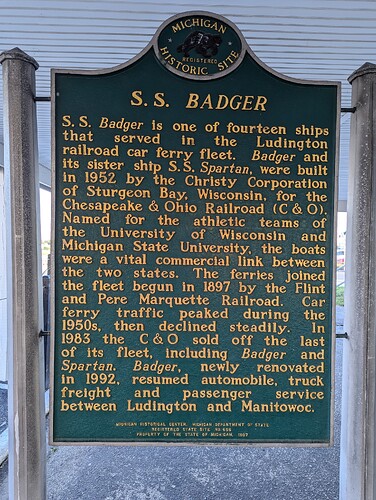 MICHIGAN
REGISTERED
HISTORIC SITE
S. S. BADGER
S. S. Badger is one of fourteen ships
that served in the Ludington
railroad car ferry fleet. Badger and
its sister ship S.S. Spartan, were built
in 1952 by the Christy Corporation
of Sturgeon Bay, Wisconsin, for the
Chesapeake & Ohio Railroad (C & O).
Named for the athletic teams of
the University of Wisconsin and
Michigan State University, the boats
were a vital commercial link between
the two states. The ferries joined
the fleet begun in 1897 by the Flint
and Pere Marquette Railroad. Car
ferry traffic peaked during the
1950s, then declined steadily. In
1983 the C & O sold off the last
of its fleet, including Badger and
Spartan. Badger, newly renovated
in 1992, resumed automobile, truck
freight and passenger service
between Ludington and Manitowoc.
MICHIGAN HISTORICAL CENTER, MICHIGAN DEPARTMENT OF STATE
REGISTERED STATE SITE NO.
PROPERTY OF THE STATE OF MICHIGAN, 1997